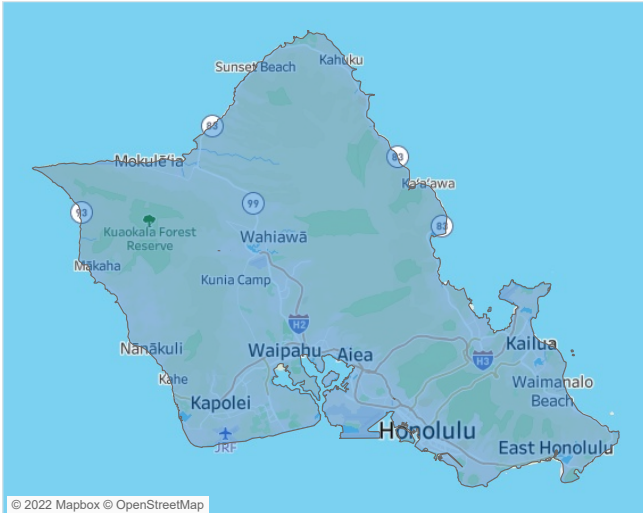 Kahuku
Sunset Beach
83
83
Mokulē‘ia
Ka‘a‘awa
99
93
83
Kuaokala Forest
Reserve
Wahiawā
Mākaha
Kunia Camp
H2
Nānākuli
Waipahu
Aiea
H3
Kailua
Kahe
Waimanalo
Beach
Kapolei
Honolulu
JRF
East Honolulu
© 2022 Mapbox © OpenStreetMap